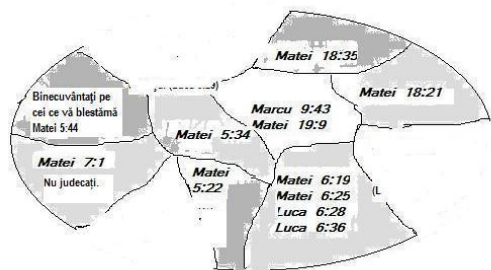 Matei 18:35
Matei 18:21
Binecuvântaţi pe
cei ce vă blestămă
Matei 5:44
Marcu 9:43
Matei 19:9
Matei 5:34
Matei 7:1
Nu judecaţi.
Matei
5:22
Matei 6:19
Matei 6:25
Luca 6:28
Luca 6:36
(L